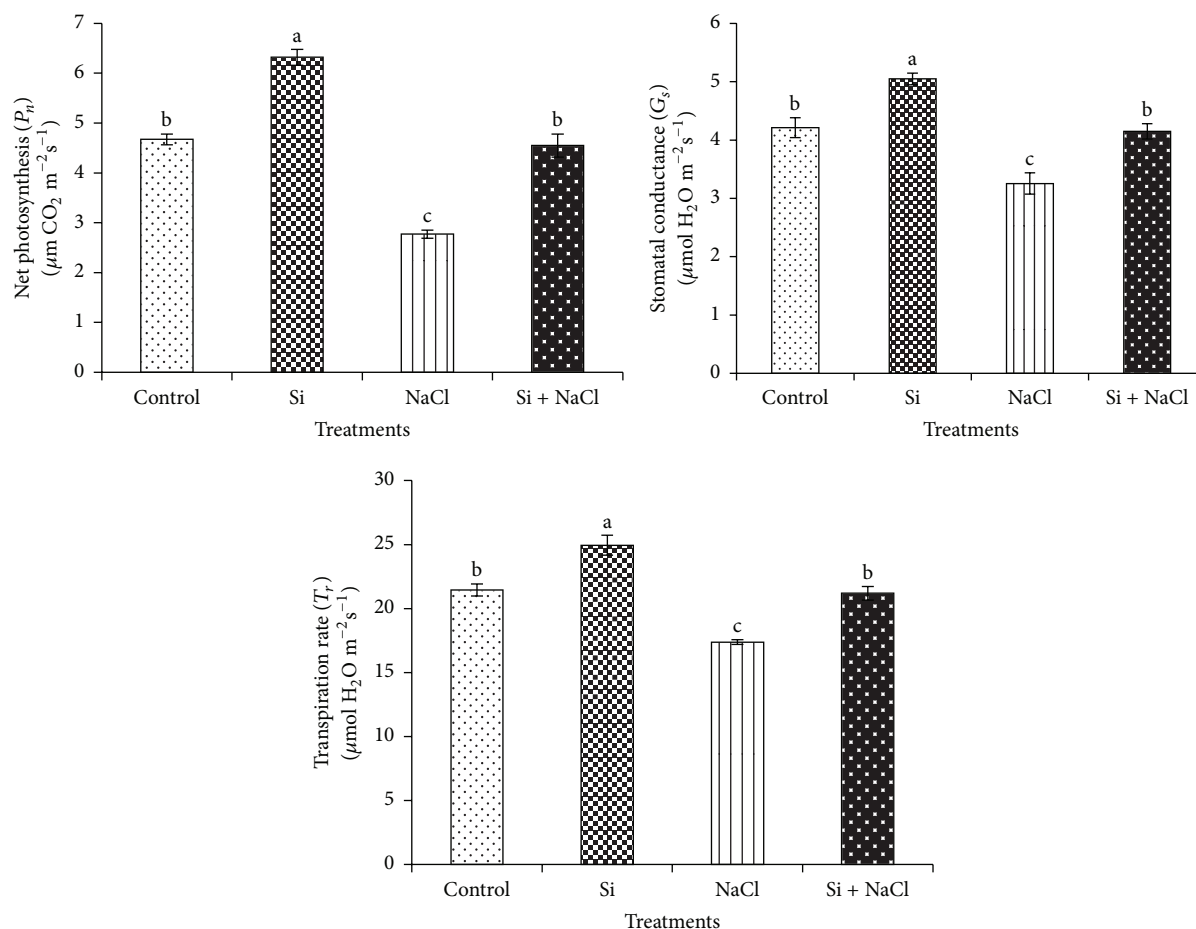 Net photosynthesis (Pn)
(μm CO2 m−2s−1)
7
6
5
4
3
2
1
0
b
a
c
b
Control
Si
NaCl
Si + NaCl
Treatments
Stomatal conductance (Gs)
(μmol H2O m−2s−1)
6
5
4
3
2
1
0
b
a
c
b
Control
Si
NaCl
Si + NaCl
Treatments
Transpiration rate (Tr)
(μmol H2O m−2s−1)
30
25
20
15
10
5
0
b
a
c
b
Control
Si
NaCl
Si + NaCl
Treatments